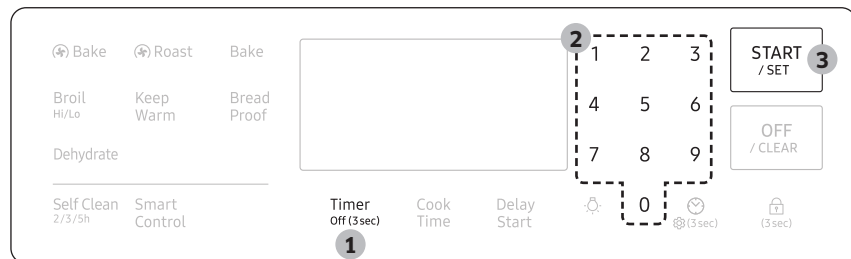 Bake
Roast
Bake
Broil
Hi/Lo
Keep
Warm
Bread
Proof
Dehydrate
Self Clean
2/3/5h
Smart
Control
Timer
Off (3 sec)
1
Cook
Time
Delay
Start
2
1 2 3
4 5 6
7 8 9
0
(3 sec)
START
/ SET
3
OFF
/ CLEAR
(3 sec)